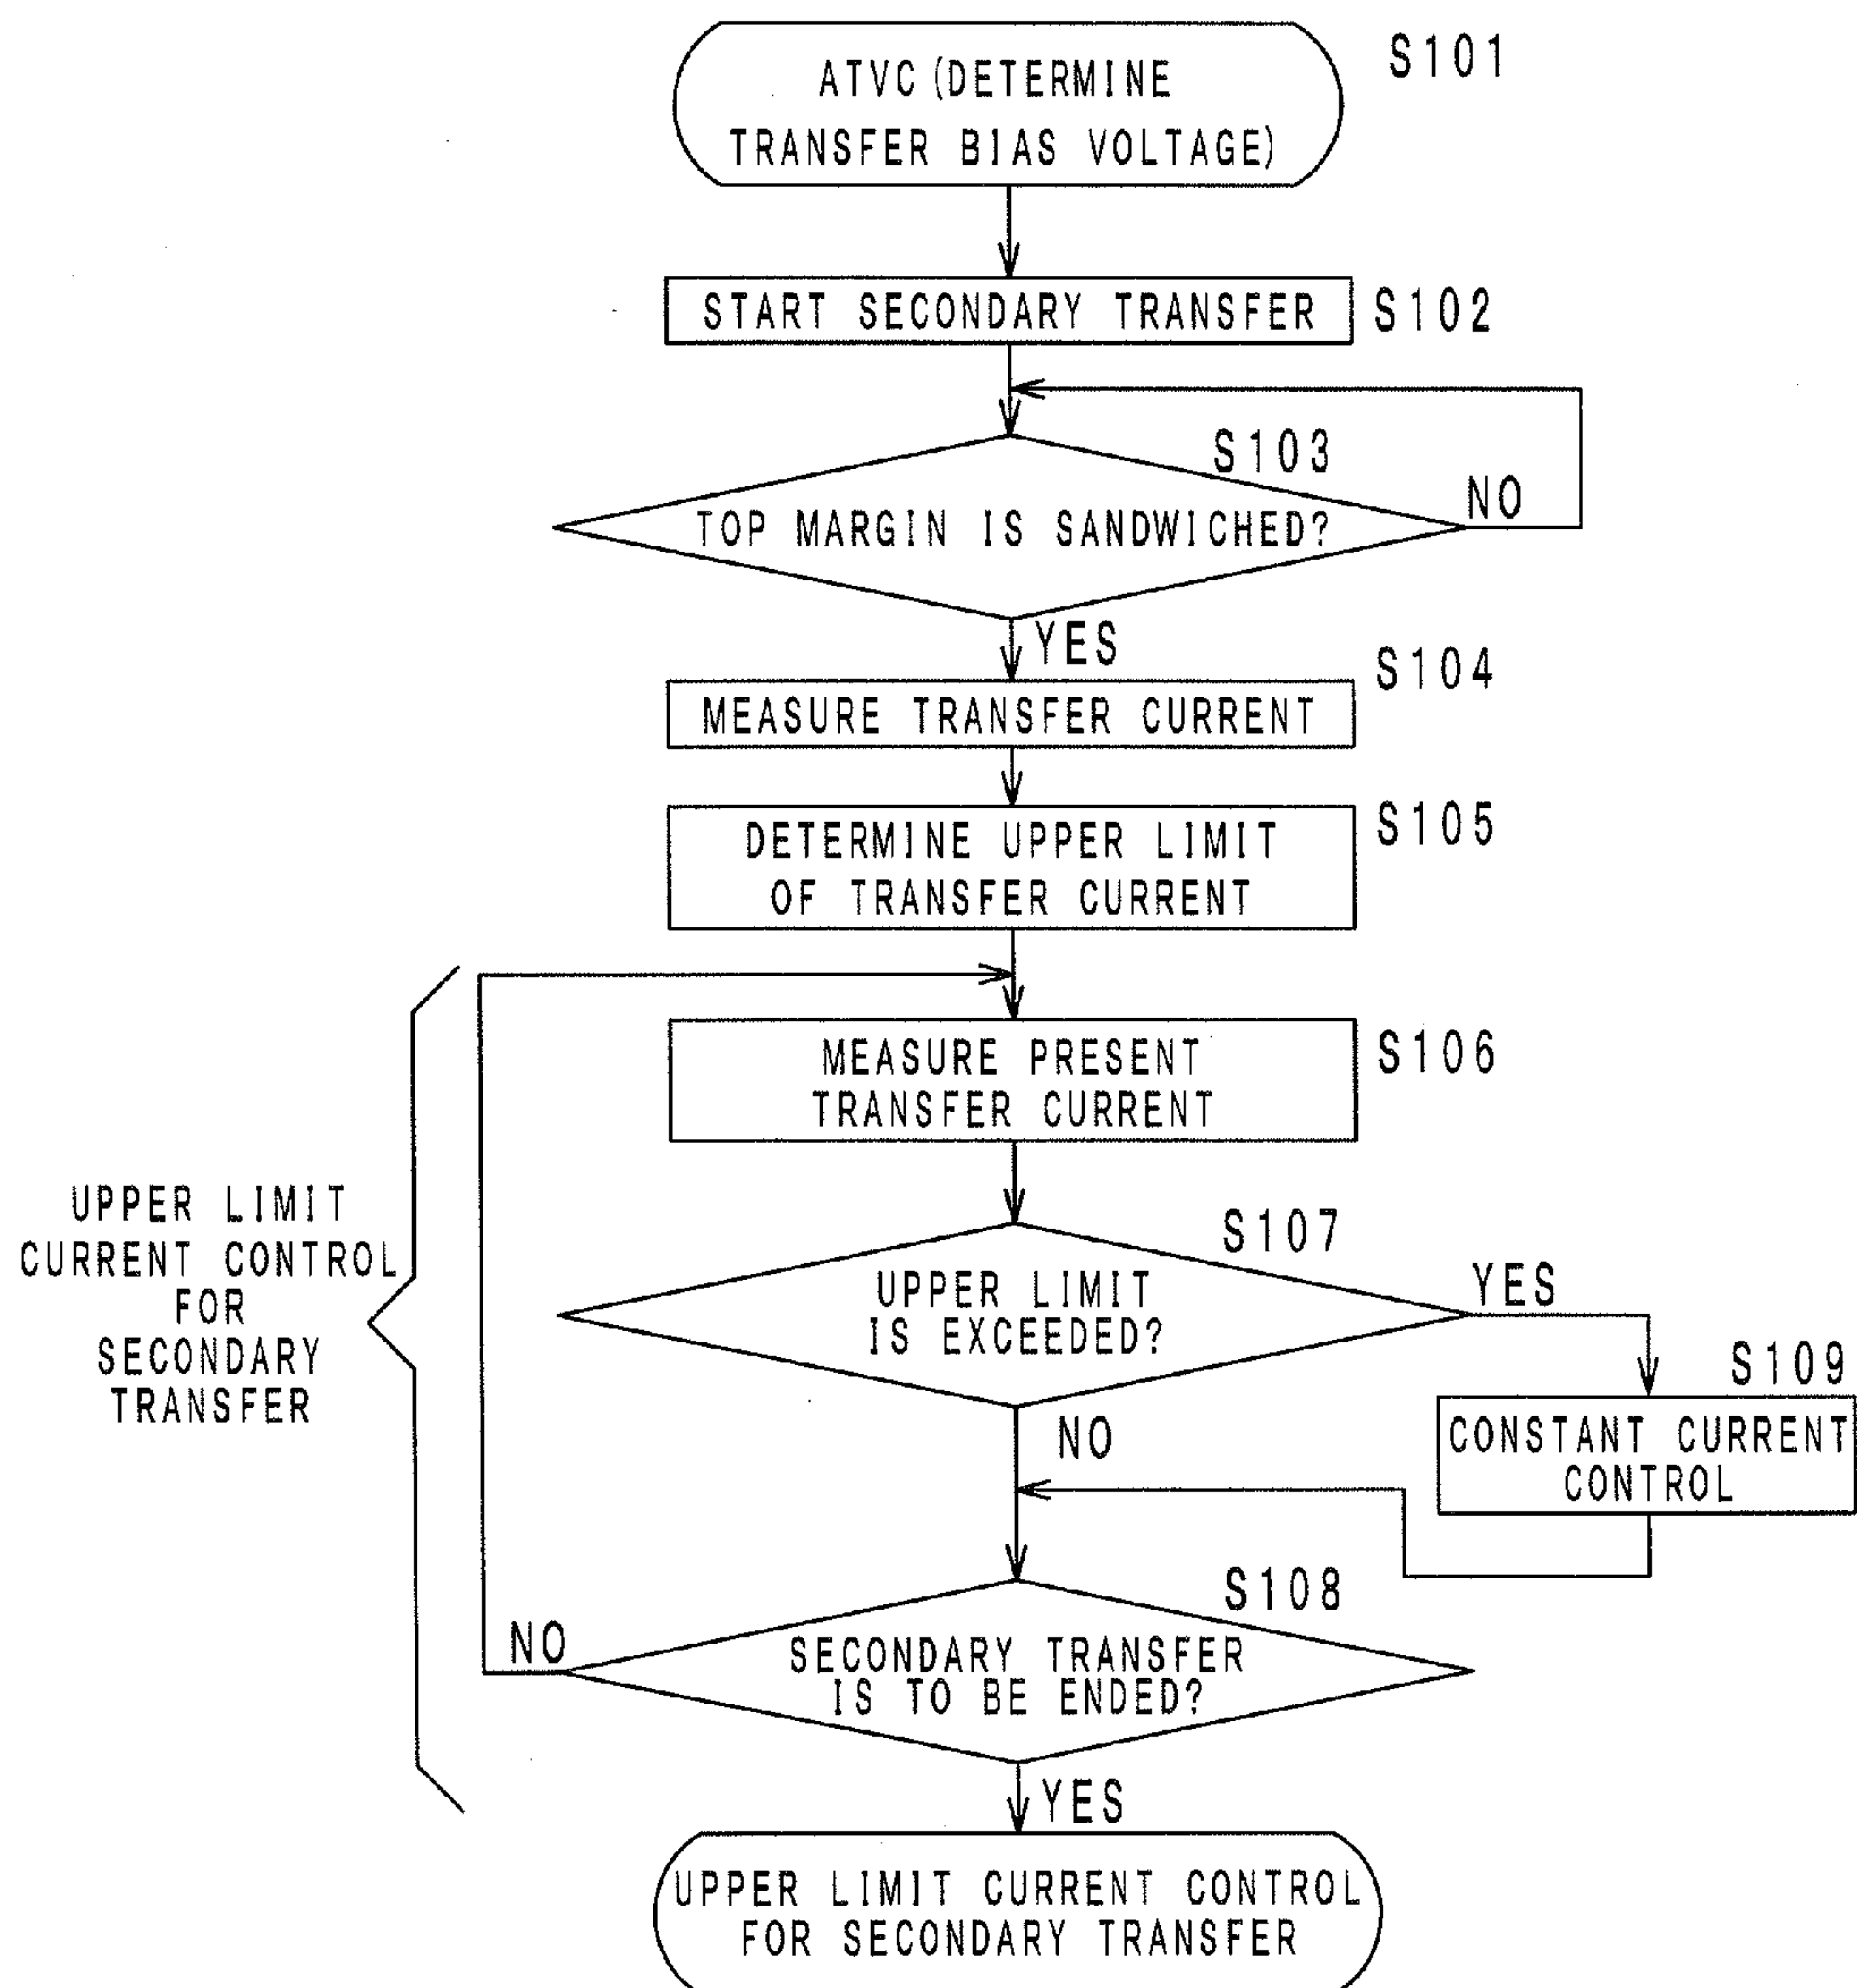 ATVC (DETERMINE
TRANSFER BIAS VOLTAGE)
S101
START SECONDARY TRANSFER
S102
S103
TOP MARGIN IS SANDWICHED?
NO
YES
S104
MEASURE TRANSFER CURRENT
S105
DETERMINE UPPER LIMIT
OF TRANSFER CURRENT
S106
MEASURE PRESENT
TRANSFER CURRENT
UPPER LIMIT
CURRENT CONTROL
FOR
SECONDARY
TRANSFER
S107
UPPER LIMIT
IS EXCEEDED?
YES
S109
CONSTANT CURRENT
CONTROL
NO
S108
SECONDARY TRANSFER
IS TO BE ENDED?
NO
YES
UPPER LIMIT CURRENT CONTROL
FOR SECONDARY TRANSFER